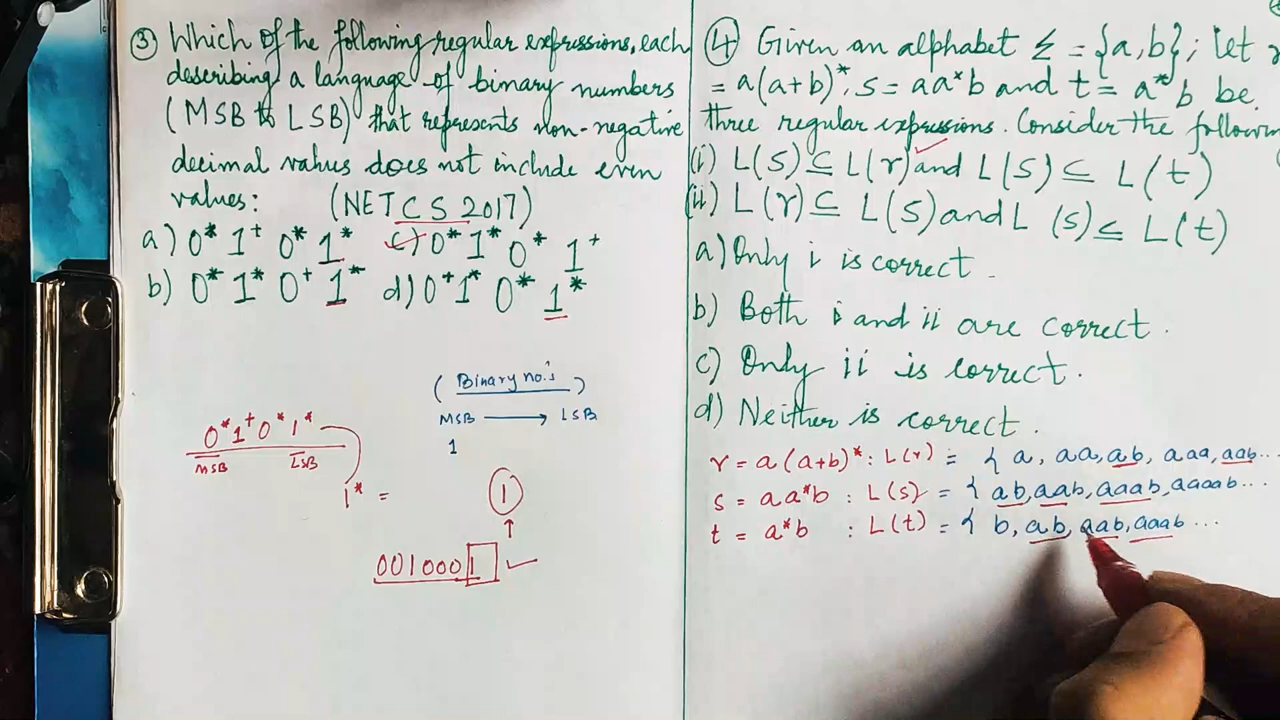 ③ Which of the following regular expressions, each
describing a language of binary numbers
(MSB to LSB) that represents non-negative
decimal values does not include even
values: (NET CS 2017)
a) 0* 1+ 0* 1* c) 0* 1* 0* 1+
b) 0* 1* 0+ 1* d) 0+ 1* 0* 1*
(Binary no.'s)
MSB → LSB
1
0*1+0*1*
MSB LSB
1* =
1
↑
0010001 ✓
④ Given an alphabet Σ = {a,b}; let
= a(a+b)*, s = aa*b and t = a*b be
three regular expressions. Consider the following
(i) L(S) ⊆ L(r) and L(S) ⊆ L(t)
(ii) L(r) ⊆ L(S) and L(s) ≤ L(t)
a) Only i is correct.
b) Both i and ii are correct.
c) Only ii is correct.
d) Neither is correct.
r = a(a+b)* : L(r) = { a, aa, ab, aaa, aab...
s = aa*b : L(s) = { ab, aab, aaab, aaaab...
t = a*b : L(t) = { b, ab, aab, aaab ...